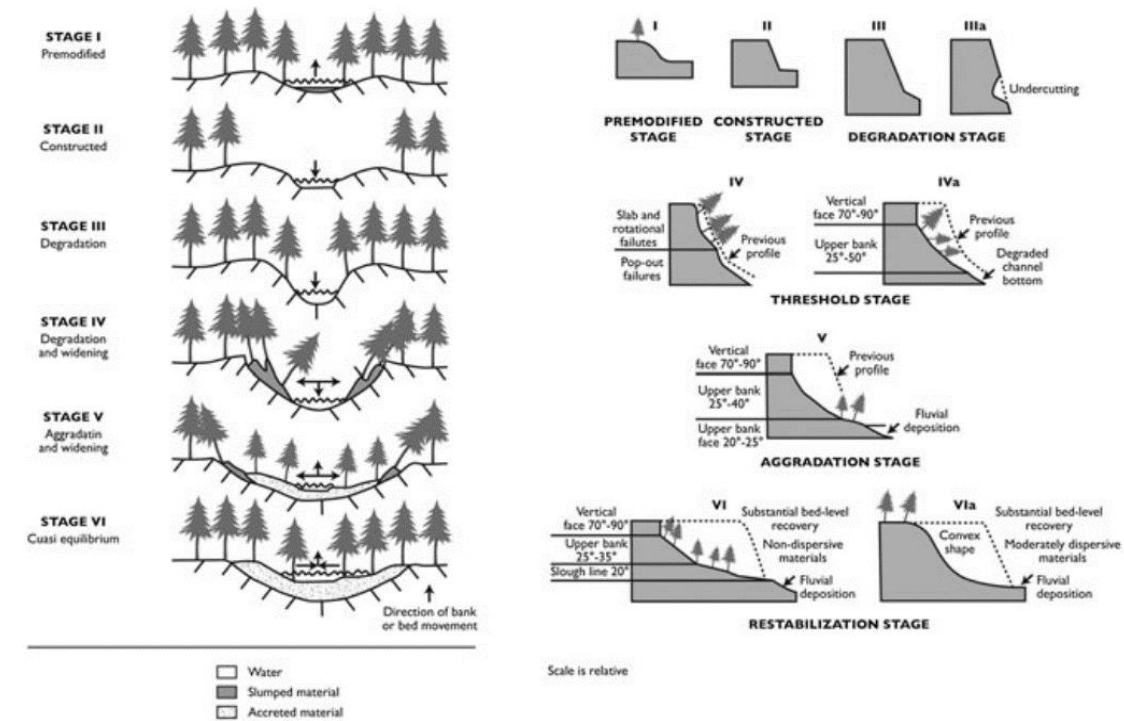 STAGE I
Premodified
STAGE II
Constructed
STAGE III
Degradation
STAGE IV
Degradation
and widening
STAGE V
Aggradatin
and widening
STAGE VI
Cuasi equilibrium
Direction of bank
or bed movement
Water
Slumped material
Accreted material
I
II
III
IIIa
Undercutting
PREMODIFIED
STAGE
CONSTRUCTED
STAGE
DEGRADATION STAGE
IV
Slab and
rotational
failutes
Pop-out
failures
Previous
profile
IVa
Vertical
face 70°-90°
Upper bank
25°-50°
Previous
profile
Degraded
channel
bottom
THRESHOLD STAGE
V
Vertical
face 70°-90°
Upper bank
25°-40°
Upper bank
face 20°-25°
Previous
profile
Fluvial
deposition
AGGRADATION STAGE
VI
Vertical
face 70°-90°
Upper bank
25°-35°
Slough line 20°
Substantial bed-level
recovery
Non-dispersive
materials
Fluvial
deposition
VIa
Convex
shape
Substantial bed-level
recovery
Moderately dispersive
materials
Fluvial
deposition
RESTABILIZATION STAGE
Scale is relative